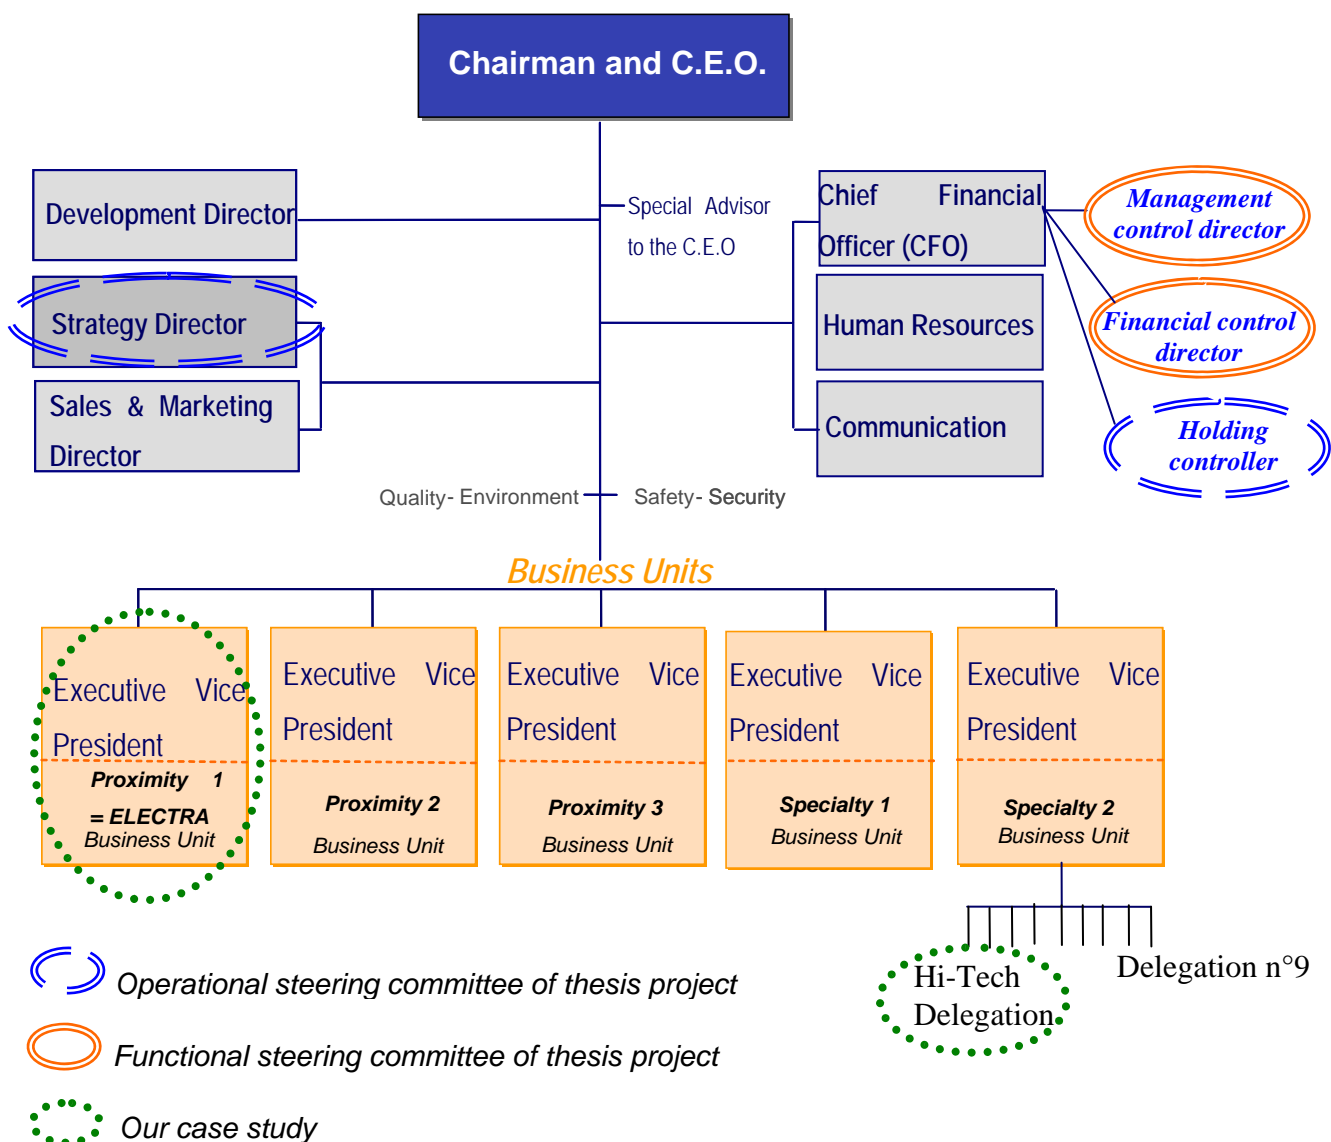 Chairman and C.E.O.
Development Director
Special Advisor
to the C.E.O
Chief Financial
Officer (CFO)
Management
control director
Strategy Director
Human Resources
Financial control
director
Sales & Marketing
Director
Communication
Holding
controller
Quality- Environment
Safety- Security
Business Units
Executive Vice
President
Proximity 1
= ELECTRA
Business Unit
Executive Vice
President
Proximity 2
Business Unit
Executive Vice
President
Proximity 3
Business Unit
Executive Vice
President
Specialty 1
Business Unit
Executive Vice
President
Specialty 2
Business Unit
Hi-Tech
Delegation
Delegation n°9
Operational steering committee of thesis project
Functional steering committee of thesis project
Our case study